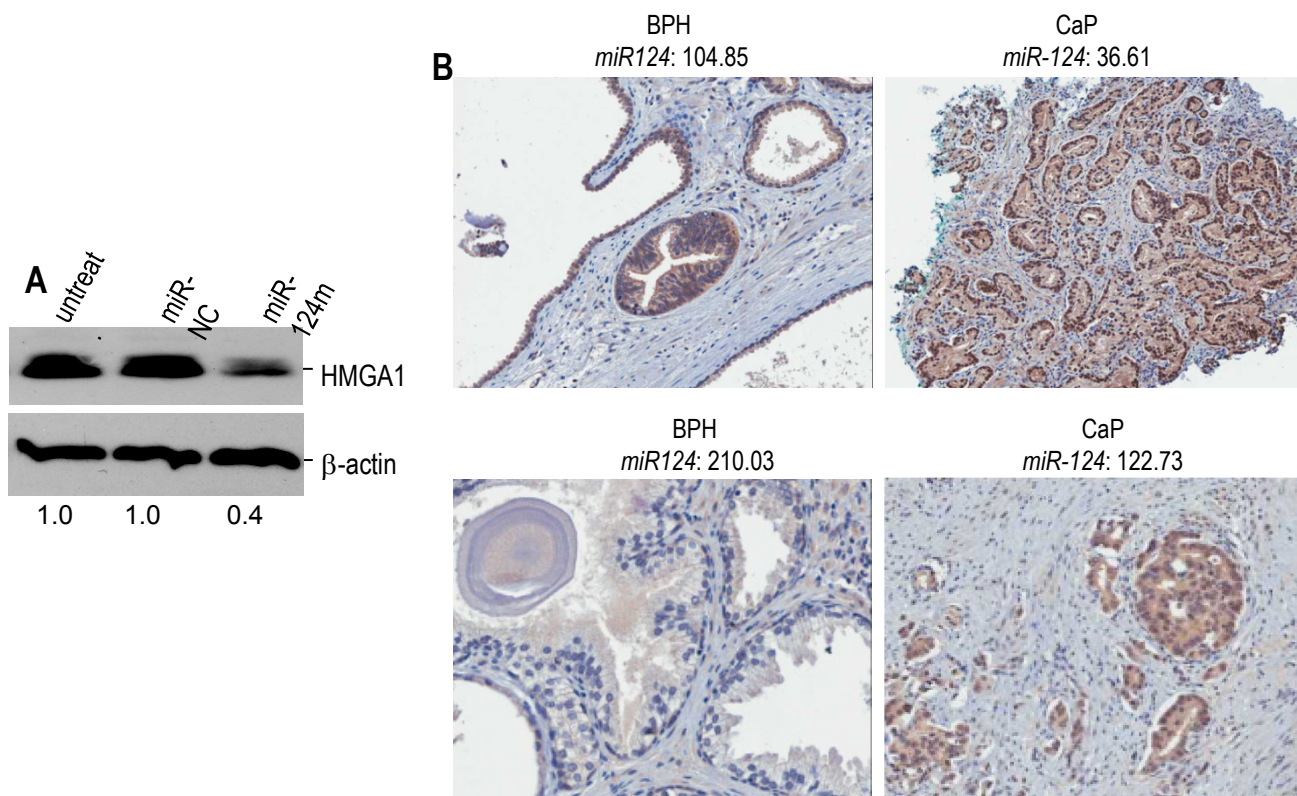 A
untreat
miR-
NC
miR-
124m
HMGA1
β-actin
1.0 1.0 0.4
B
BPH
miR124: 104.85
CaP
miR-124: 36.61
BPH
miR124: 210.03
CaP
miR-124: 122.73